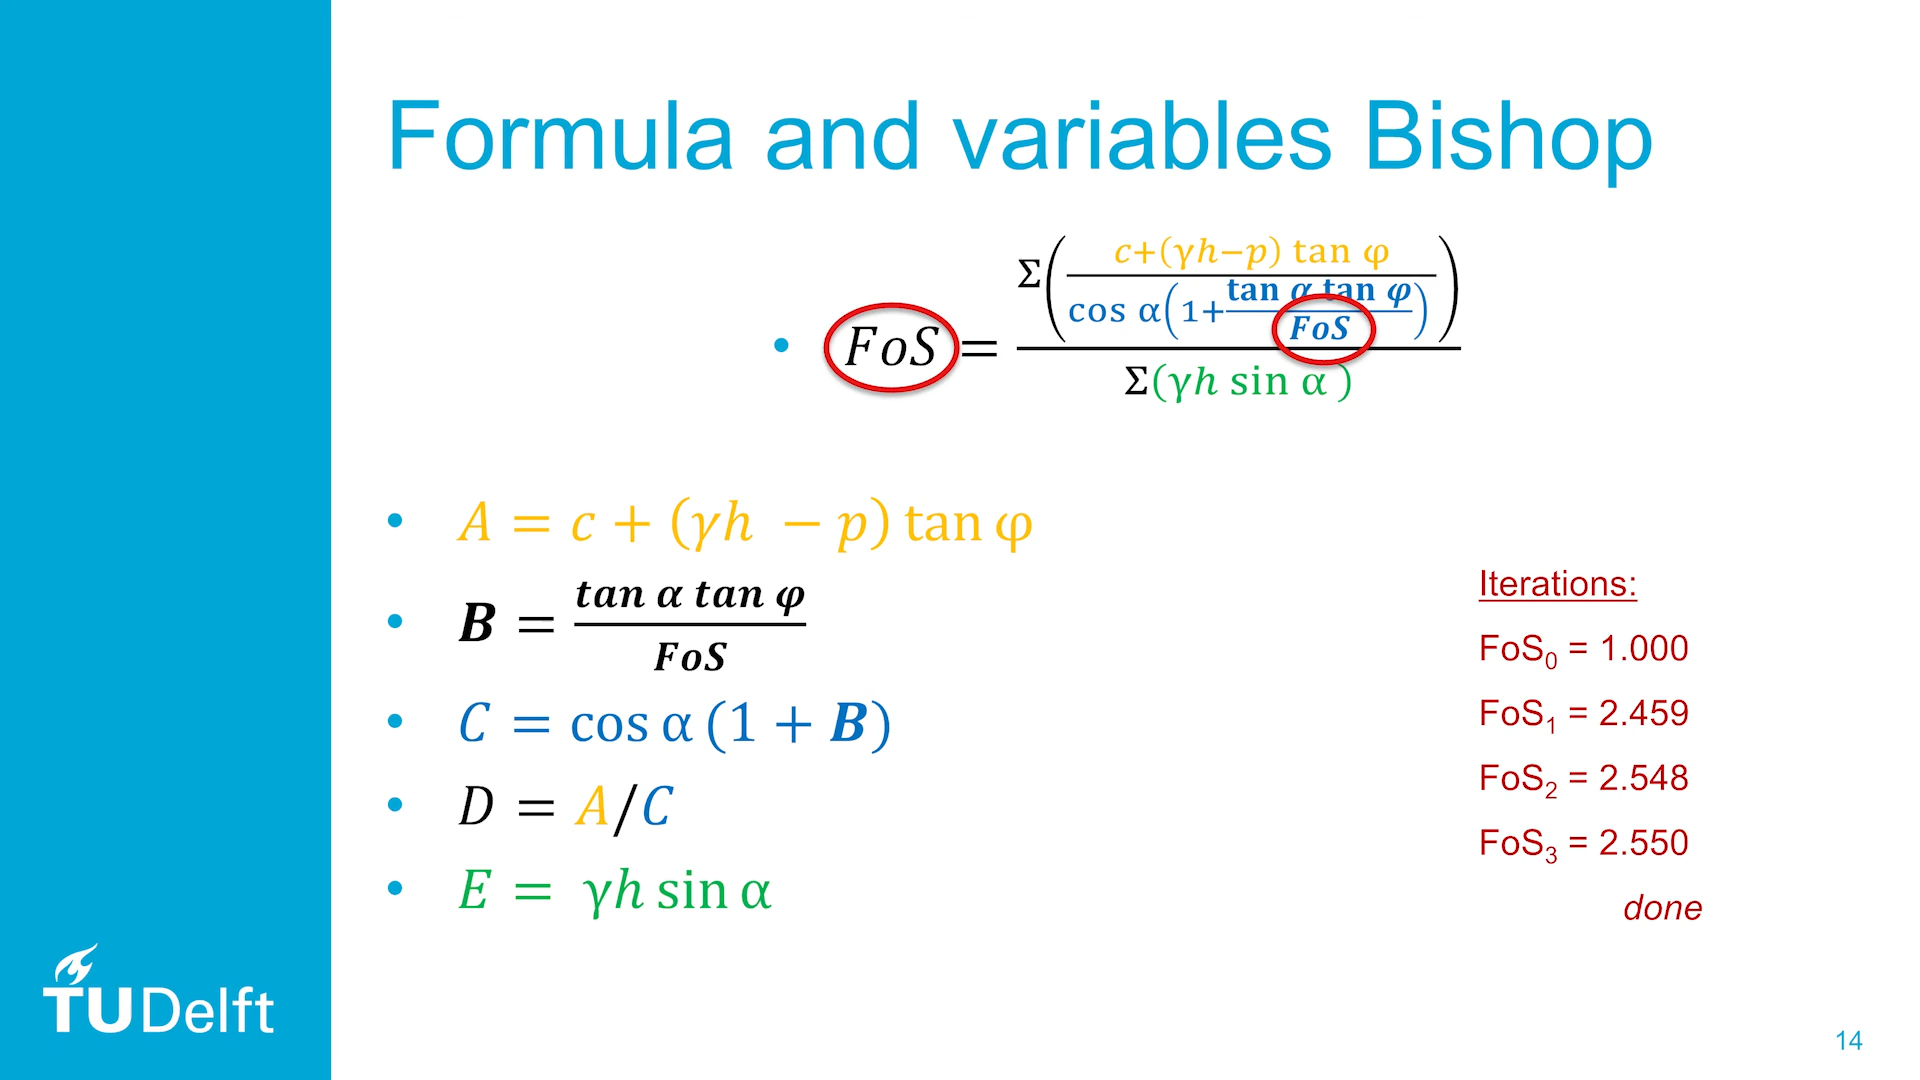 Formula and variables Bishop
• FoS = Σ(c+(γh−p) tan φ / cos α(1+tan α tan φ / FoS)) / Σ(γh sin α )
• A = c + (γh − p) tan φ
• B = tan α tan φ / FoS
• C = cos α (1 + B)
• D = A/C
• E = γh sin α
Iterations:
FoS₀ = 1.000
FoS₁ = 2.459
FoS₂ = 2.548
FoS₃ = 2.550
done
TUDelft
14